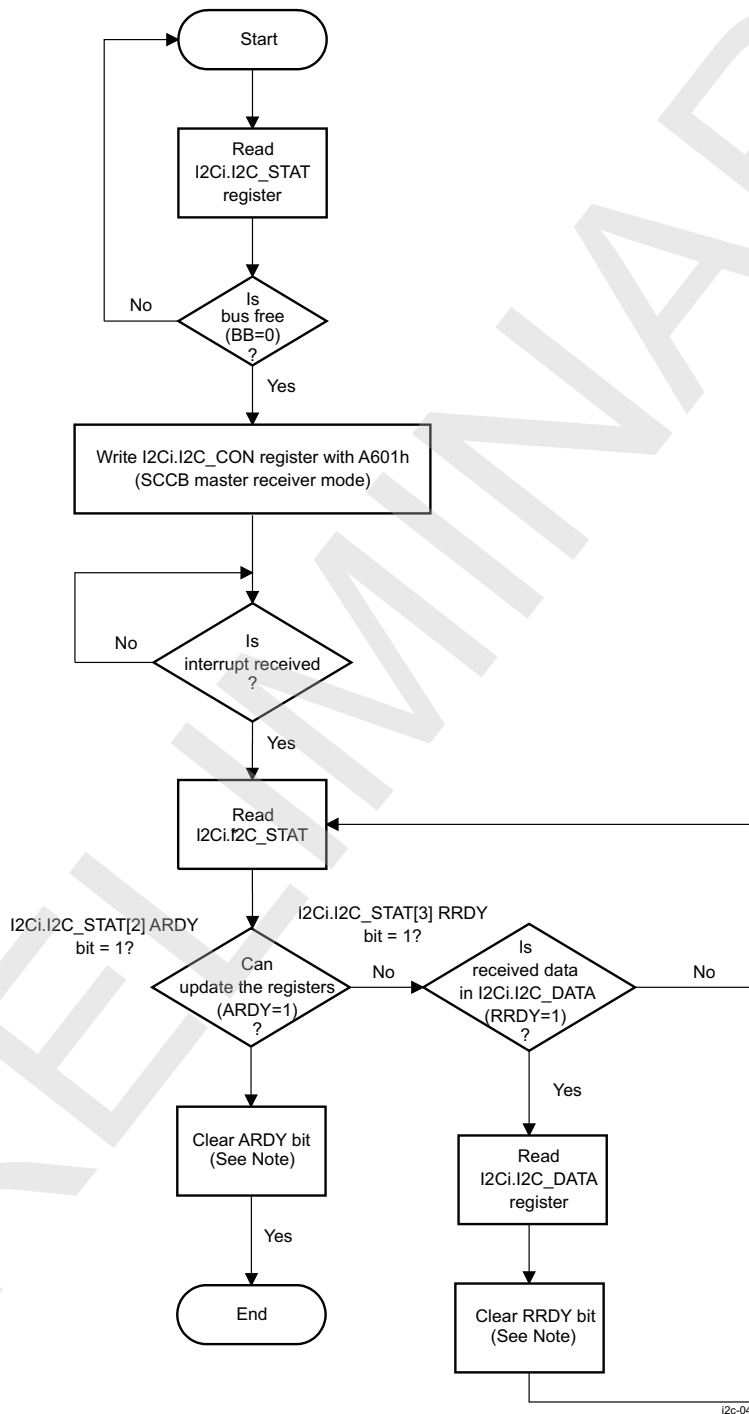 Start
Read
I2Ci.I2C_STAT
register
Is
bus free
(BB=0)
?
No
Yes
Write I2Ci.I2C_CON register with A601h
(SCCB master receiver mode)
Is
interrupt received
?
No
Yes
Read
I2Ci.I2C_STAT
I2Ci.I2C_STAT[2] ARDY
bit = 1?
I2Ci.I2C_STAT[3] RRDY
bit = 1?
Can
update the registers
(ARDY=1)
?
No
Is
received data
in I2Ci.I2C_DATA
(RRDY=1)
?
No
Yes
Clear ARDY bit
(See Note)
Read
I2Ci.I2C_DATA
register
Yes
End
Clear RRDY bit
(See Note)